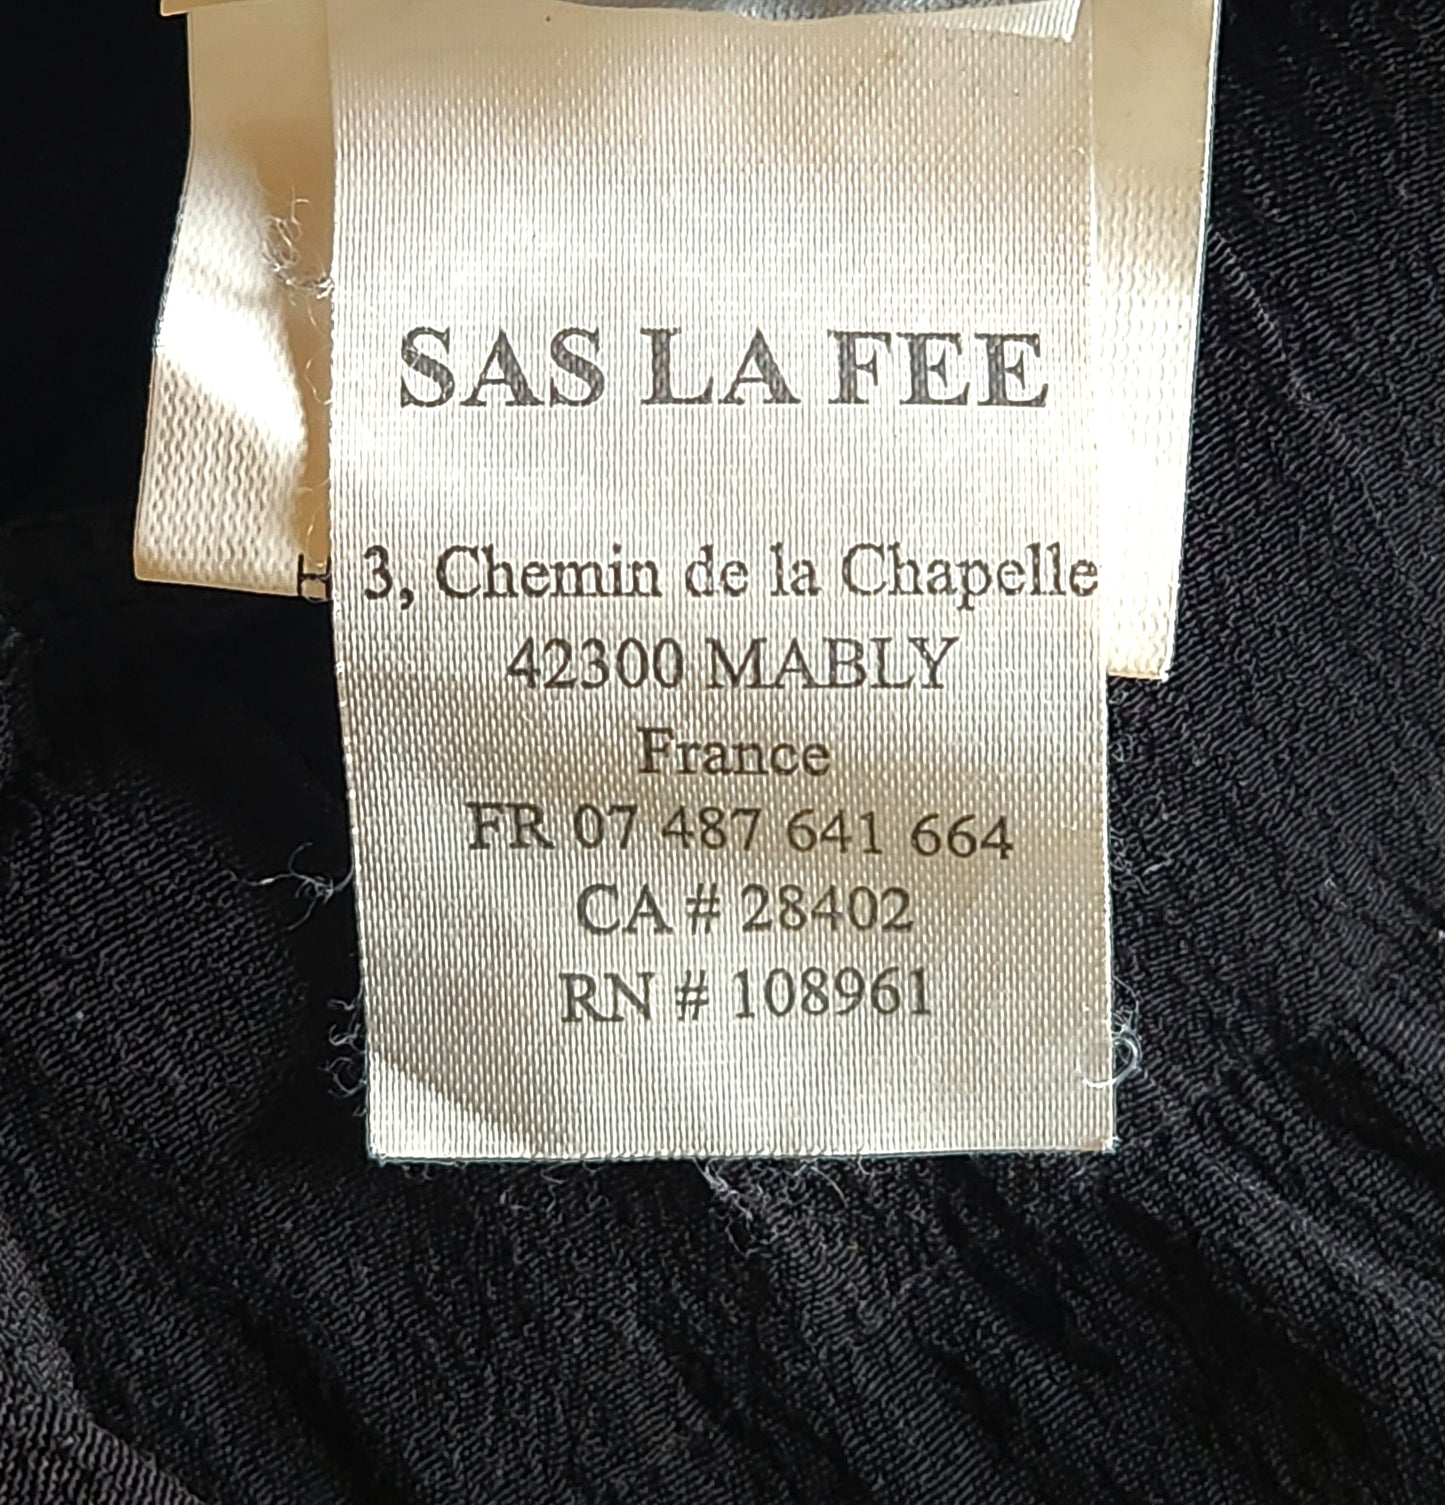 SAS LA FEE
3, Chemin de la Chapelle
42300 MABLY
France
FR 07 487 641 664
CA # 28402
RN # 108961